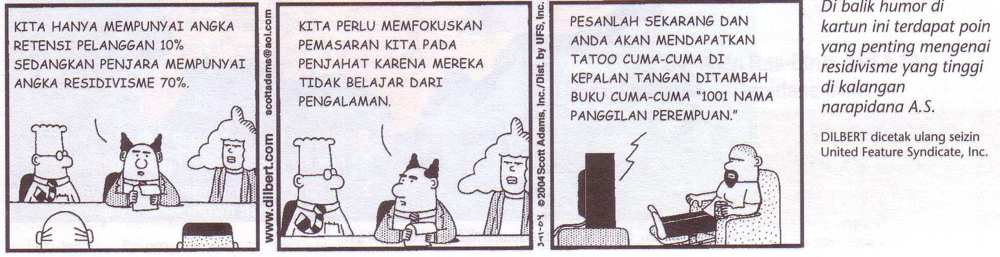 KITA HANYA MEMPUNYAI ANGKA
RETENSI PELANGGAN 10%
SEDANGKAN PENJARA MEMPUNYAI
ANGKA RESIDIVISME 70%.
www.dilbert.com scottadams@aol.com
KITA PERLU MEMFOKUSKAN
PEMASARAN KITA PADA
PENJAHAT KARENA MEREKA
TIDAK BELAJAR DARI
PENGALAMAN.
3-11-04 © 2004 Scott Adams, Inc./Dist. by UFS, Inc.
PESANLAH SEKARANG DAN
ANDA AKAN MENDAPATKAN
TATOO CUMA-CUMA DI
KEPALAN TANGAN DITAMBAH
BUKU CUMA-CUMA “1001 NAMA
PANGGILAN PEREMPUAN.”
Di balik humor di
kartun ini terdapat poin
yang penting mengenai
residivisme yang tinggi
di kalangan
narapidana A.S.
DILBERT dicetak ulang seizin
United Feature Syndicate, Inc.